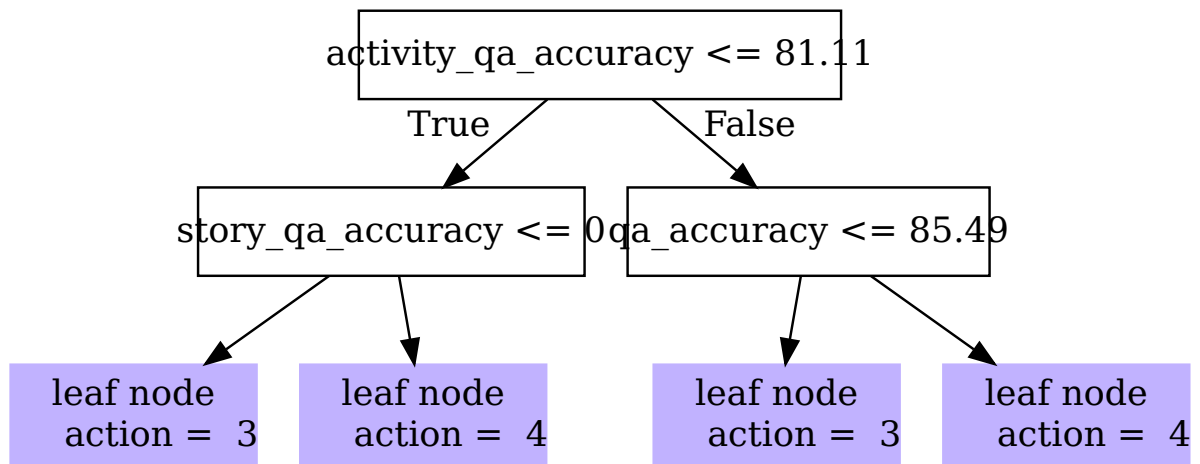 activity_qa_accuracy <= 81.11
True
False
story_qa_accuracy <= 0
qa_accuracy <= 85.49
leaf node
action = 3
leaf node
action = 4
leaf node
action = 3
leaf node
action = 4